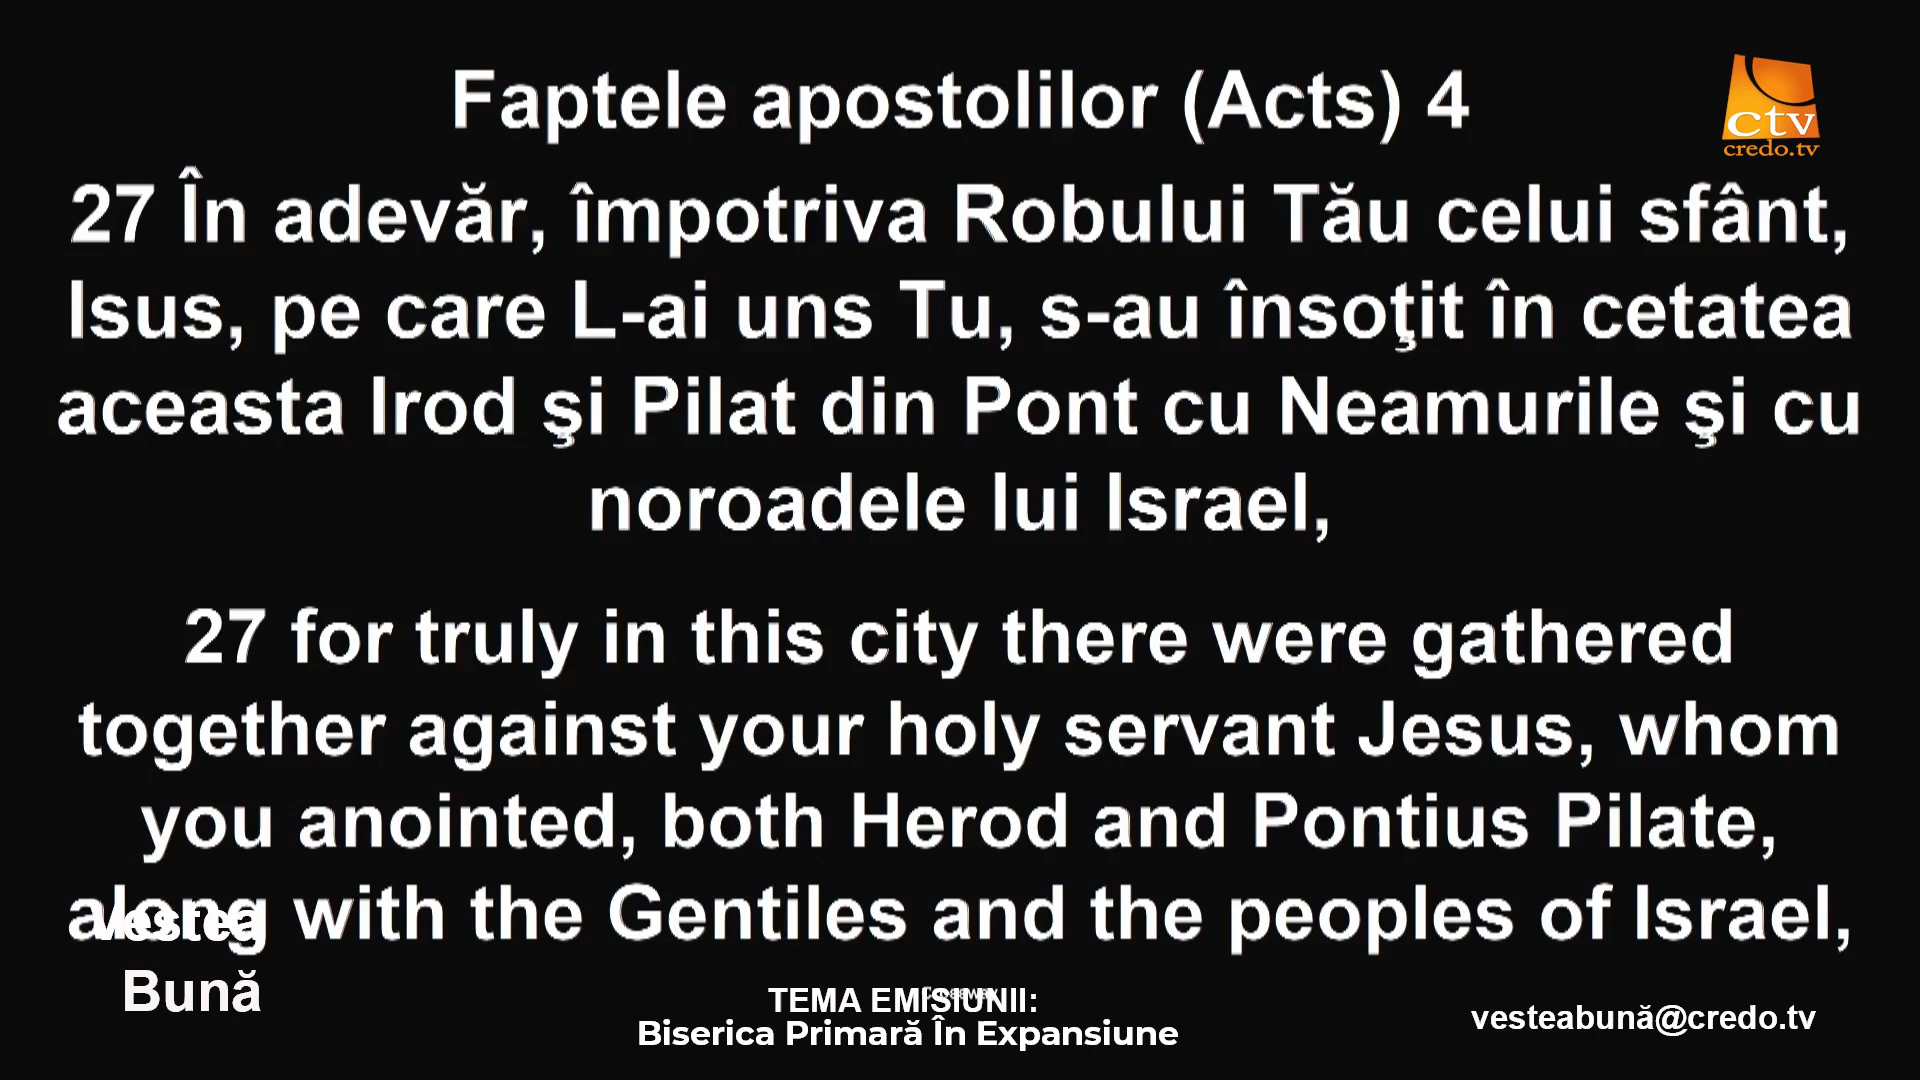 Faptele apostolilor (Acts) 4
ctv
credo.tv
27 În adevăr, împotriva Robului Tău celui sfânt,
Isus, pe care L-ai uns Tu, s-au însoţit în cetatea
aceasta Irod şi Pilat din Pont cu Neamurile şi cu
noroadele lui Israel,
27 for truly in this city there were gathered
together against your holy servant Jesus, whom
you anointed, both Herod and Pontius Pilate,
along with the Gentiles and the peoples of Israel,
Vestea
Bună
TEMA EMISIUNII:
Biserica Primară În Expansiune
vesteabună@credo.tv